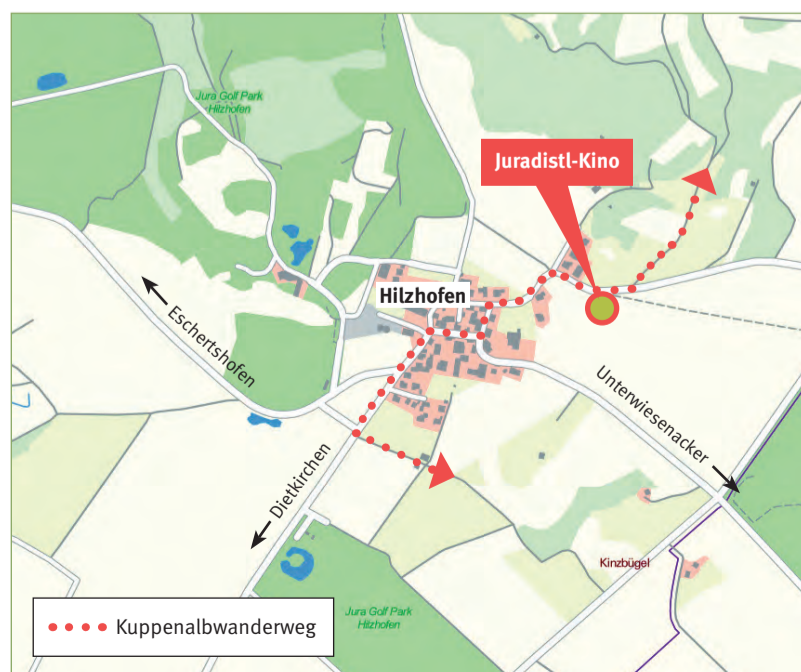 Jura Golf Park
Hilzhofen
Juradistl-Kino
Hilzhofen
Eschertshofen
Unterwiesenacker
Dietkirchen
Kinzbügel
Jura Golf Park
Hilzhofen
Kuppenalbwanderweg